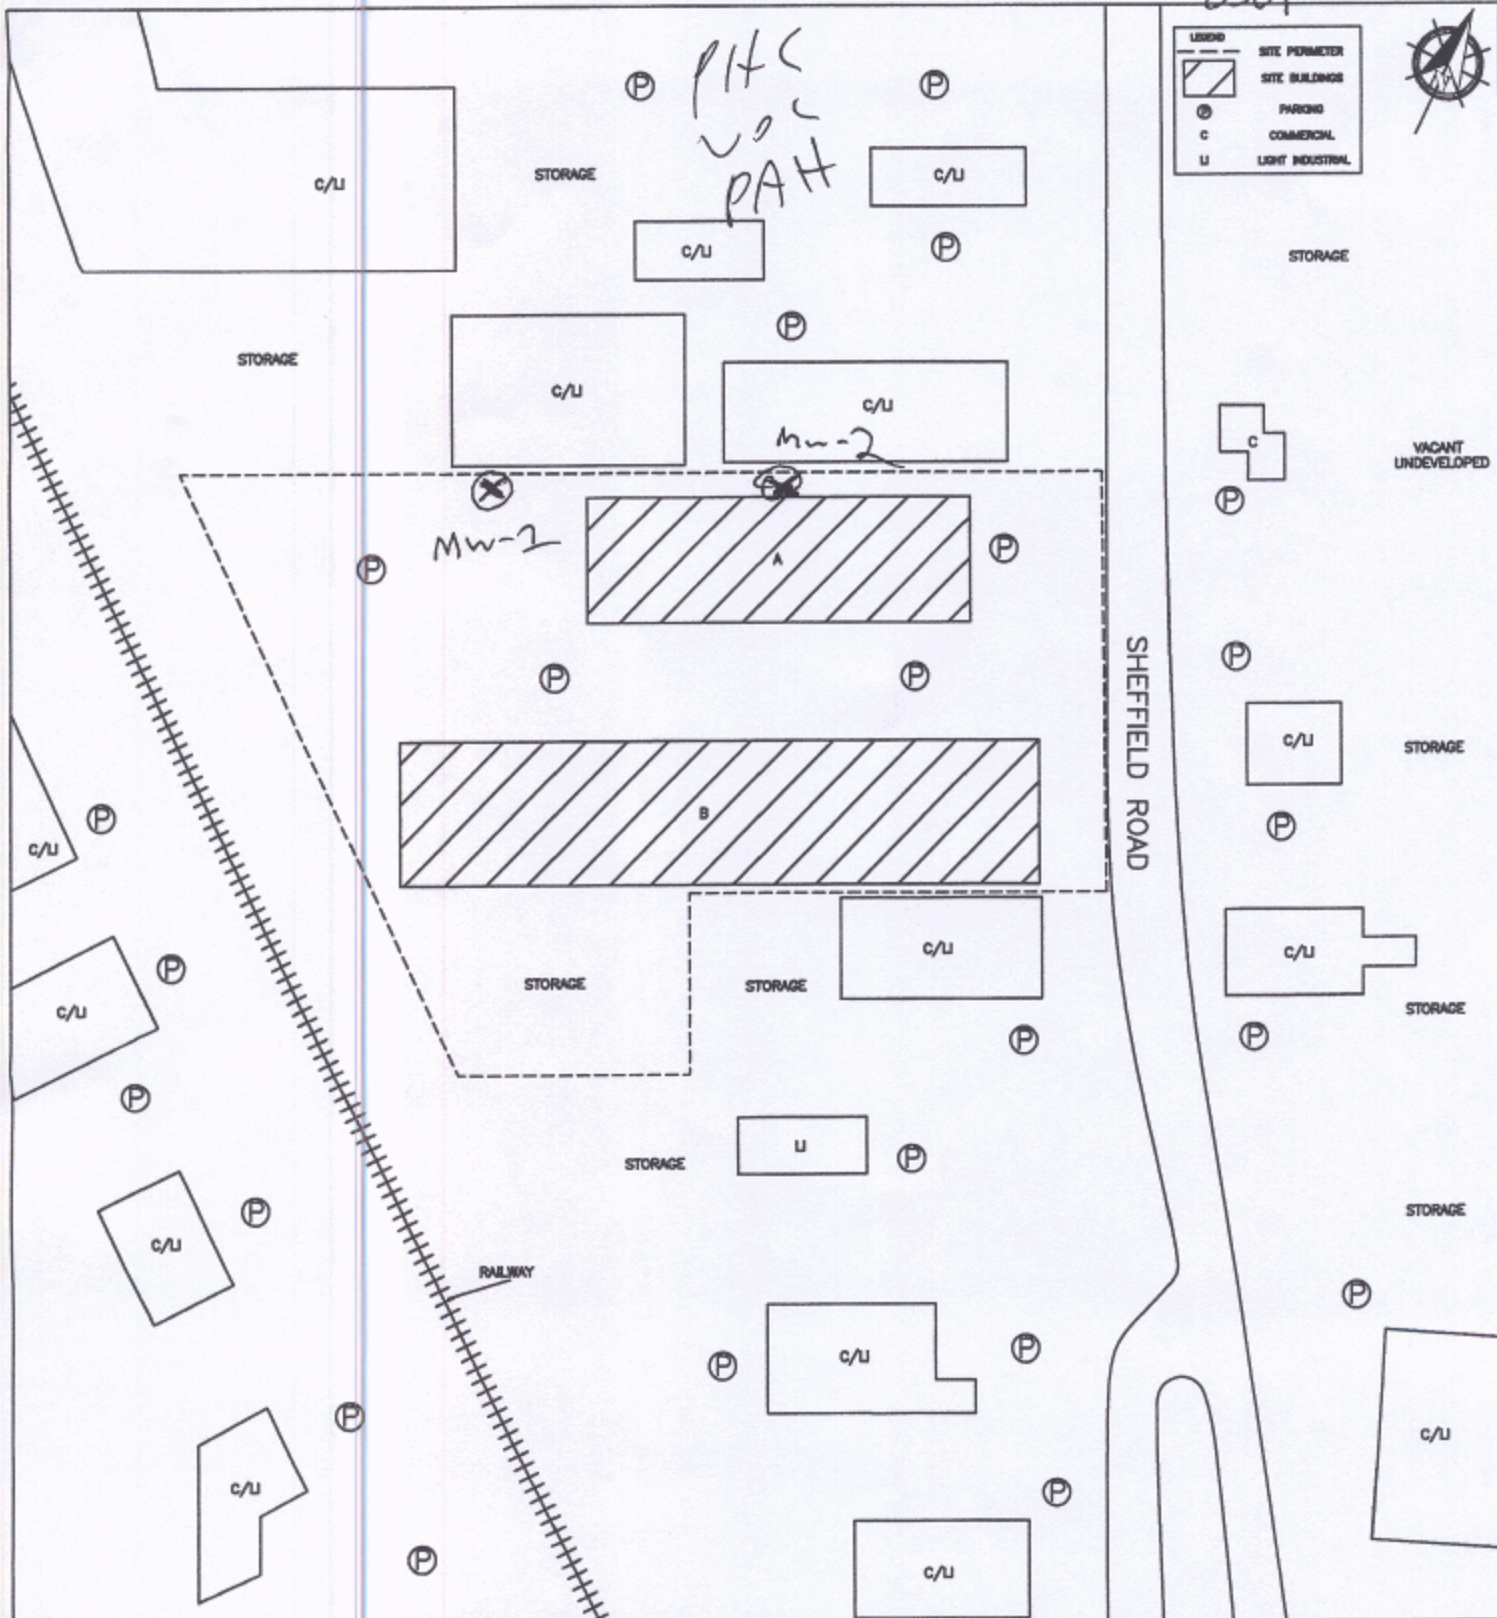 LEGEND
SITE PERIMETER
SITE BUILDINGS
P PARKING
C COMMERCIAL
LI LIGHT INDUSTRIAL
PHC
VOC
PAH
P
P
C/LI
STORAGE
C/LI
C/LI
P
STORAGE
P
STORAGE
C/LI
C/LI
MW-2
C
VACANT
UNDEVELOPED
P
MW-1
P
A
P
P
P
P
SHEFFIELD ROAD
C/LI
STORAGE
B
P
C/LI
P
C/LI
C/LI
P
STORAGE
STORAGE
C/LI
STORAGE
P
P
P
LI
P
STORAGE
C/LI
P
STORAGE
RAILWAY
P
C/LI
P
P
P
C/LI
C/LI
P
P
C/LI